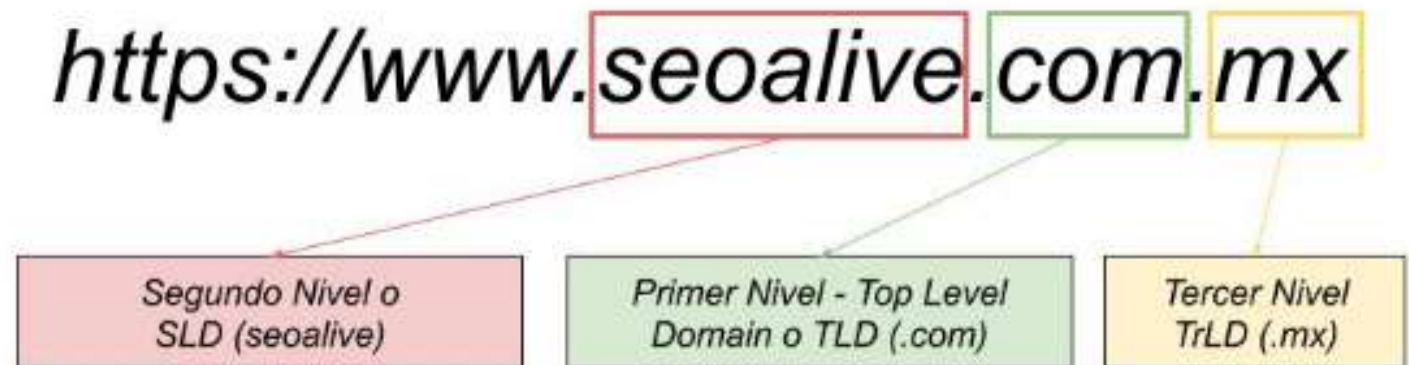 https://www.seoalive.com.mx
Segundo Nivel o
SLD (seoalive)
Primer Nivel - Top Level
Domain o TLD (.com)
Tercer Nivel
TrLD (.mx)